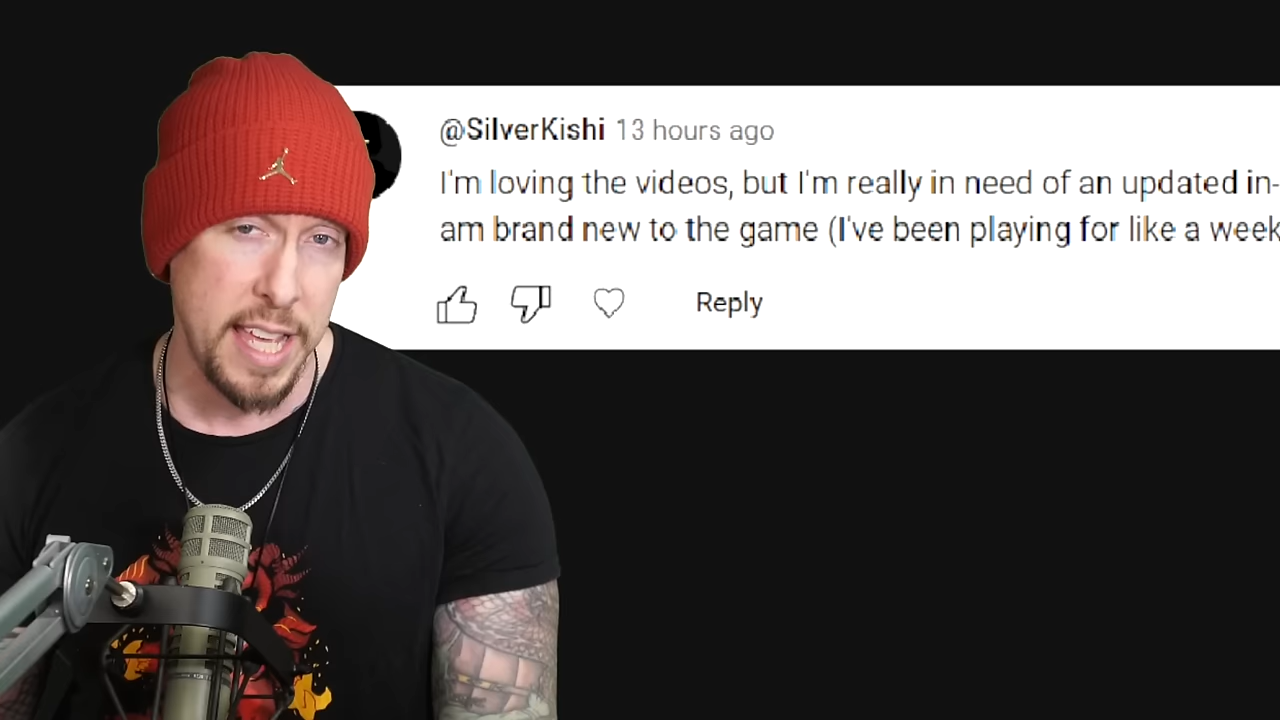 @SilverKishi 13 hours ago
I'm loving the videos, but I'm really in need of an updated in-
am brand new to the game (I've been playing for like a week
Reply